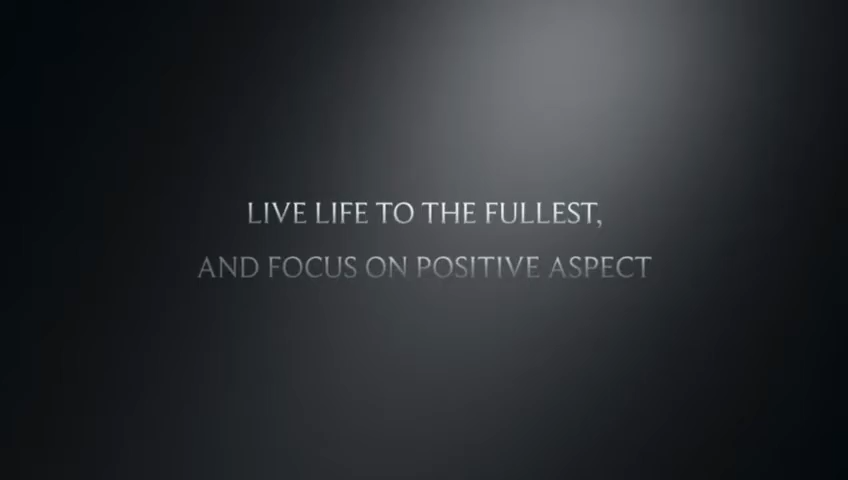 LIVE LIFE TO THE FULLEST,
AND FOCUS ON POSITIVE ASPECT